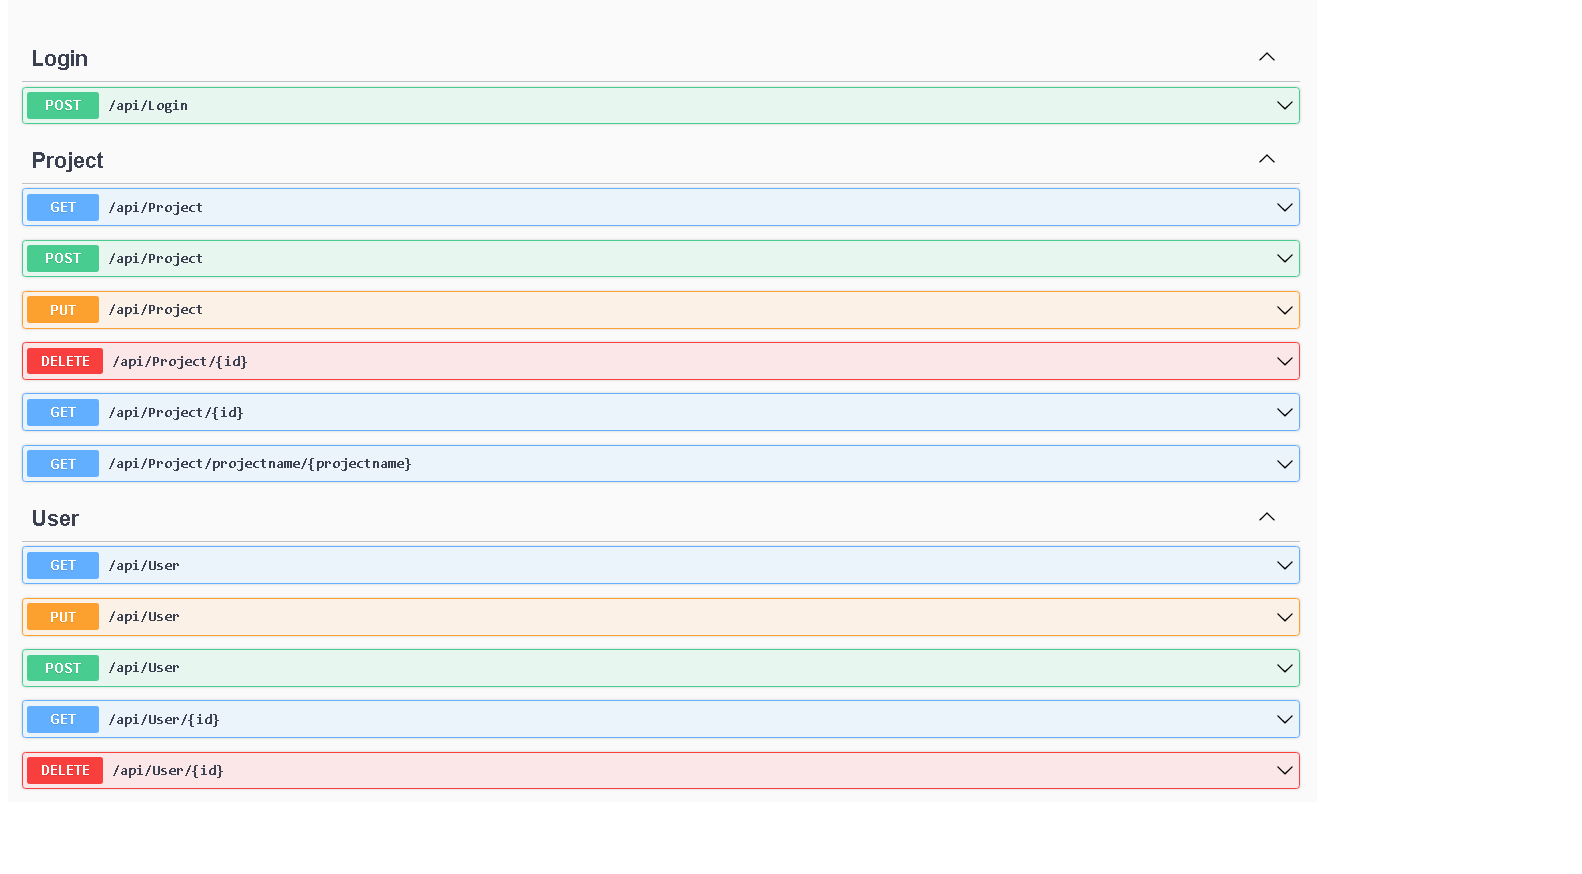 Login
POST /api/Login
Project
GET /api/Project
POST /api/Project
PUT /api/Project
DELETE /api/Project/{id}
GET /api/Project/{id}
GET /api/Project/projectname/{projectname}
User
GET /api/User
PUT /api/User
POST /api/User
GET /api/User/{id}
DELETE /api/User/{id}